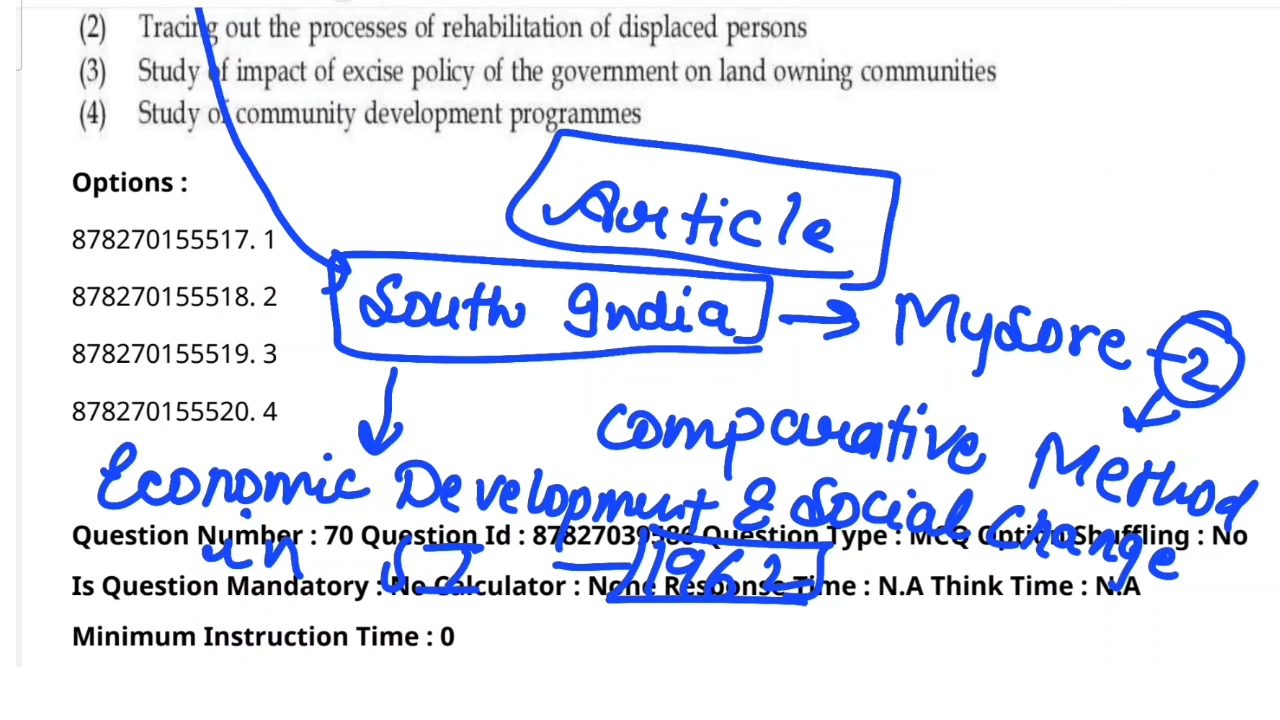 (2) Tracing out the processes of rehabilitation of displaced persons
(3) Study of impact of excise policy of the government on land owning communities
(4) Study of community development programmes
Options :
Article
878270155517. 1
878270155518. 2
South India → Mysore - 2
878270155519. 3
878270155520. 4
Comparative Method
Economic Development & Social Change
Question Number : 70 Question Id : Question Type : MCQ Option Shuffling : No
in SI - 1962
Is Question Mandatory : No Calculator : None Response Time : N.A Think Time : N.A
Minimum Instruction Time : 0